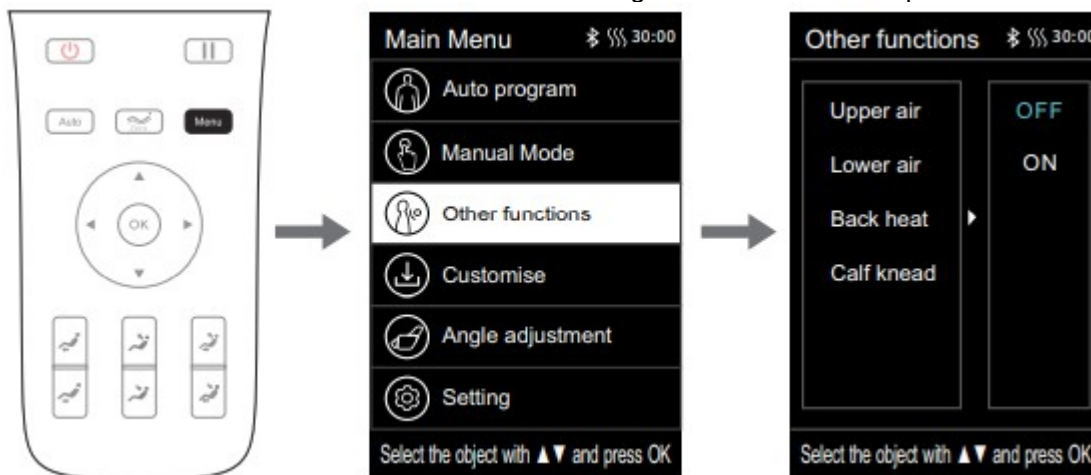 Auto
Menu
OK
Main Menu 30:00
Auto program
Manual Mode
Other functions
Customise
Angle adjustment
Setting
Select the object with ▲▼ and press OK
Other functions 30:00
Upper air
Lower air
Back heat
Calf knead
OFF
ON
Select the object with ▲▼ and press OK